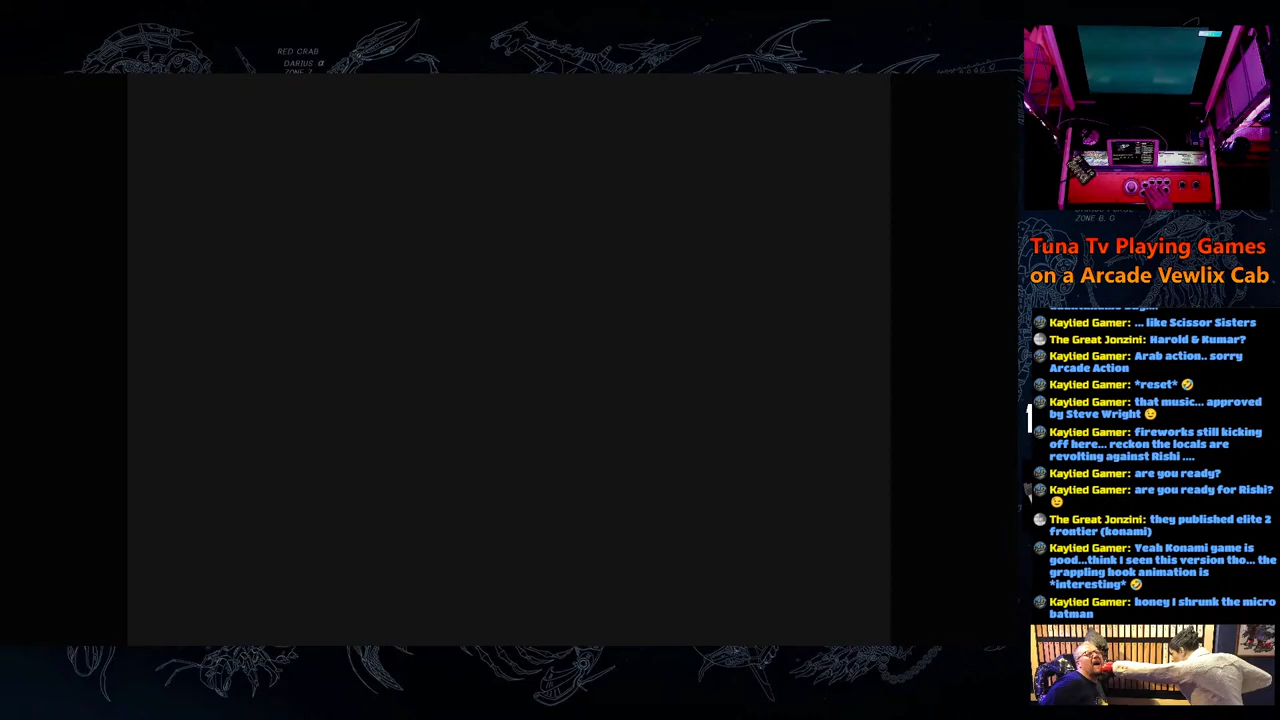 RED CRAB
DARIUS α
ZONE Z
ZONE B. G
Tuna Tv Playing Games
on a Arcade Vewlix Cab
Kaylied Gamer: ... like Scissor Sisters
The Great Jonzini: Harold & Kumar?
Kaylied Gamer: Arab action.. sorry
Arcade Action
Kaylied Gamer: *reset* 🤣
Kaylied Gamer: that music... approved
by Steve Wright 😉
Kaylied Gamer: fireworks still kicking
off here... reckon the locals are
revolting against Rishi ....
Kaylied Gamer: are you ready?
Kaylied Gamer: are you ready for Rishi?
😉
The Great Jonzini: they published elite 2
frontier (konami)
Kaylied Gamer: Yeah Konami game is
good...think I seen this version tho... the
grappling hook animation is
*interesting* 🤣
Kaylied Gamer: honey I shrunk the micro
batman